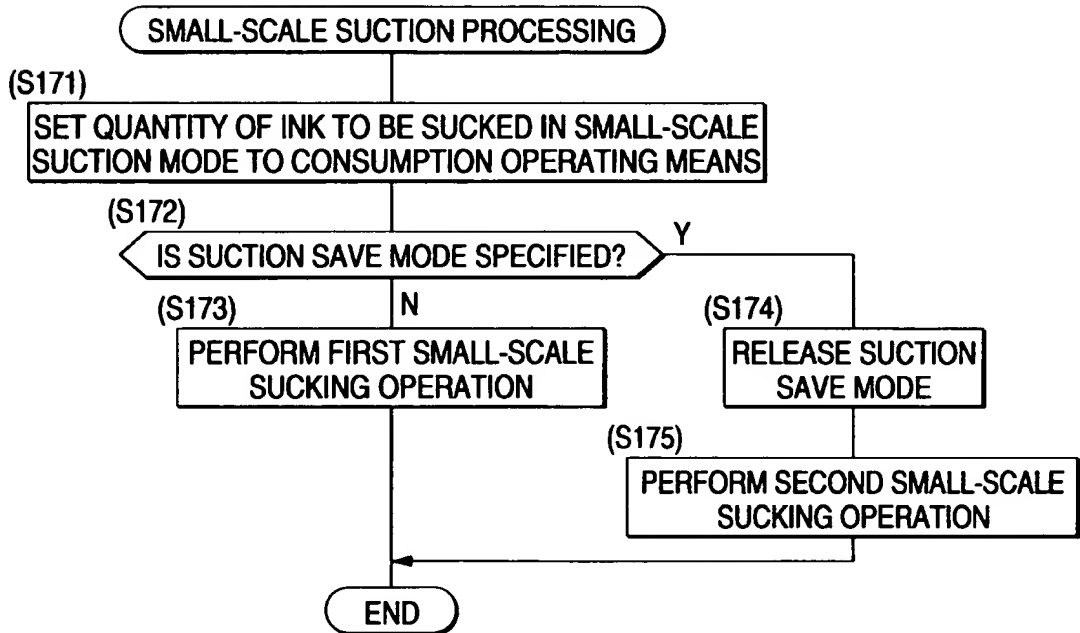 SMALL-SCALE SUCTION PROCESSING
(S171)
SET QUANTITY OF INK TO BE SUCKED IN SMALL-SCALE
SUCTION MODE TO CONSUMPTION OPERATING MEANS
(S172)
IS SUCTION SAVE MODE SPECIFIED?
Y
N
(S173)
PERFORM FIRST SMALL-SCALE
SUCKING OPERATION
(S174)
RELEASE SUCTION
SAVE MODE
(S175)
PERFORM SECOND SMALL-SCALE
SUCKING OPERATION
END